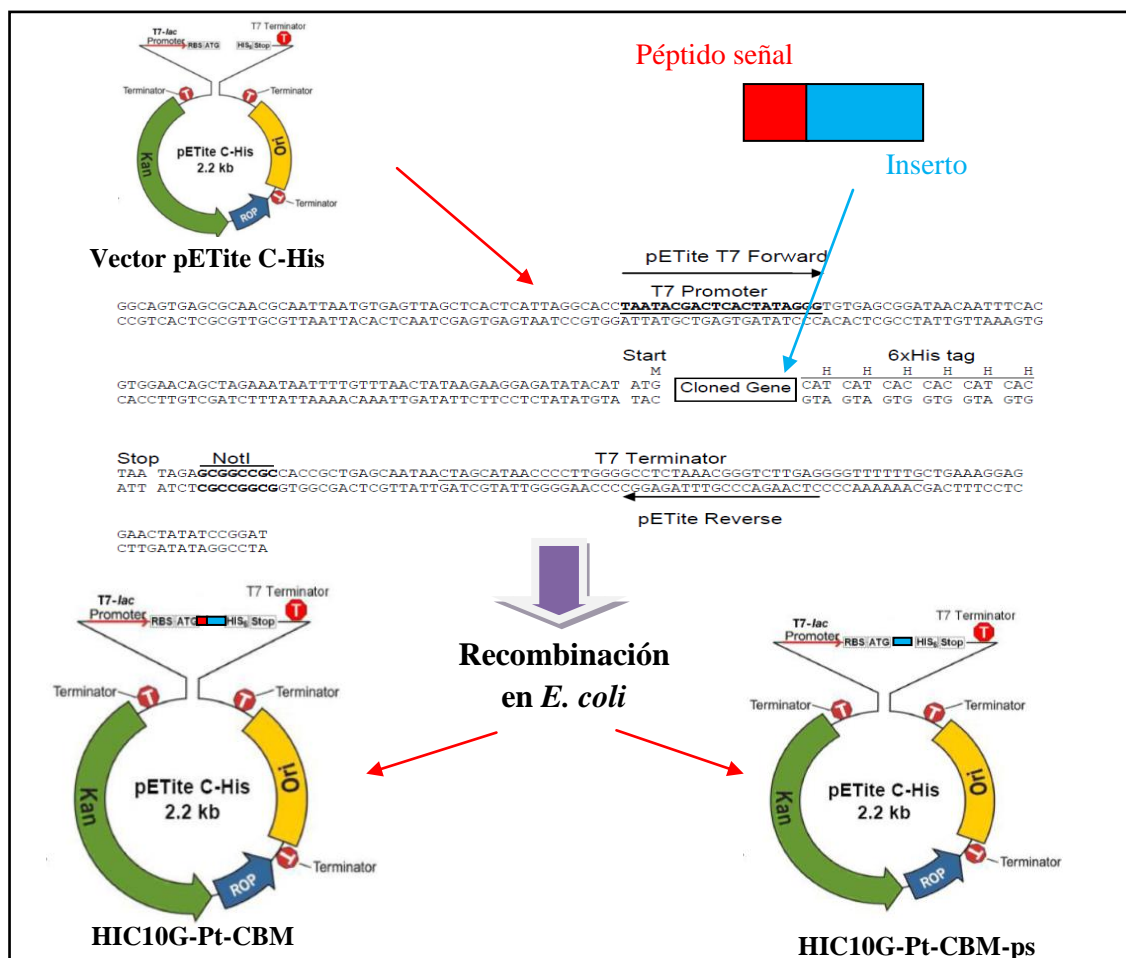 T7 Terminator
T7-lac
Promoter
RBS ATG
HIS₆ Stop
T
Terminator
T
T
Terminator
Kan
pETite C-His
2.2 kb
Ori
ROP
T
Terminator
Vector pETite C-His
Péptido señal
Inserto
pETite T7 Forward
T7 Promoter
GGCAGTGAGCGCAACGCAATTAATGTGAGTTAGCTCACTCATTAGGCACCTAATACGACTCACTATAGGGTGTGAGCGGATAACAATTTCAC
CCGTCACTCGCGTTGCGTTAATTACACTCAATCGAGTGAGTAATCCGTGGATTATGCTGAGTGATATCCCACACTCGCCTATTGTTAAAGTG
Start
6xHis tag
M H H H H H H
GTGGAACAGCTAGAAATAATTTTGTTTAACTATAAGAAGGAGATATACAT ATG Cloned Gene CAT CAT CAC CAC CAT CAC
CACCTTGTCGATCTTTATTAAAACAAATTGATATTCTTCCTCTATATGTA TAC GTA GTA GTG GTG GTA GTG
Stop NotI T7 Terminator
TAA TAGAGCGGCCGCCACCGCTGAGCAATAACTAGCATAACCCCTTGGGGCCTCTAAACGGGTCTTGAGGGGTTTTTTGCTGAAAGGAG
ATT ATCTCGCCGGCGGTGGCGACTCGTTATTGATCGTATTGGGGAACCCCGGAGATTTGCCCAGAACTCCCCAAAAAACGACTTTCCTC
pETite Reverse
GAACTATATCCGGAT
CTTGATATAGGCCTA
Recombinación
en E. coli
T7 Terminator
T7-lac
Promoter
RBS ATG
HIS₆ Stop
T
Terminator
T
T
Terminator
Kan
pETite C-His
2.2 kb
Ori
ROP
T
Terminator
HIC10G-Pt-CBM
T7 Terminator
T7-lac
Promoter
RBS ATG
HIS₆ Stop
T
Terminator
T
T
Terminator
Kan
pETite C-His
2.2 kb
Ori
ROP
T
Terminator
HIC10G-Pt-CBM-ps